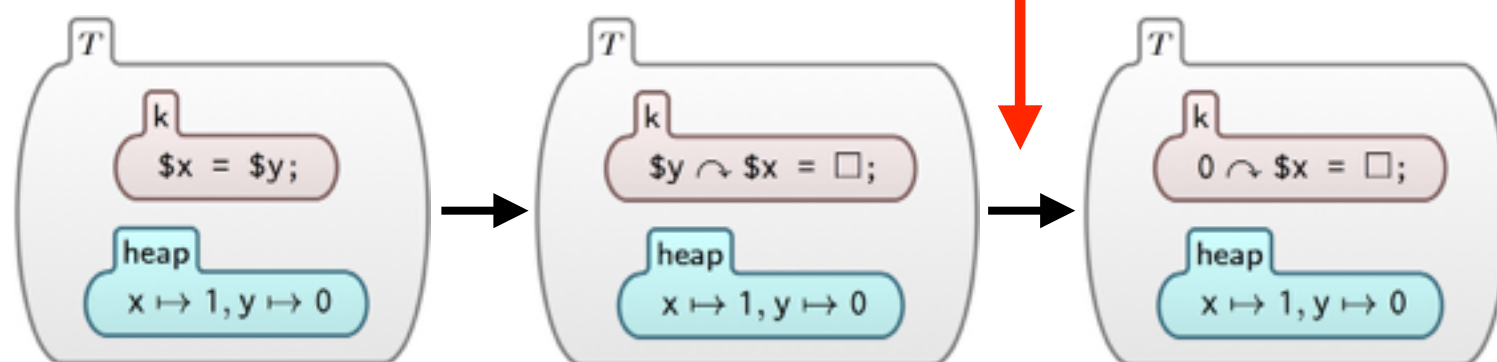 T
k
$x = $y;
heap
x ↦ 1, y ↦ 0
T
k
$y ↷ $x = □;
heap
x ↦ 1, y ↦ 0
T
k
0 ↷ $x = □;
heap
x ↦ 1, y ↦ 0